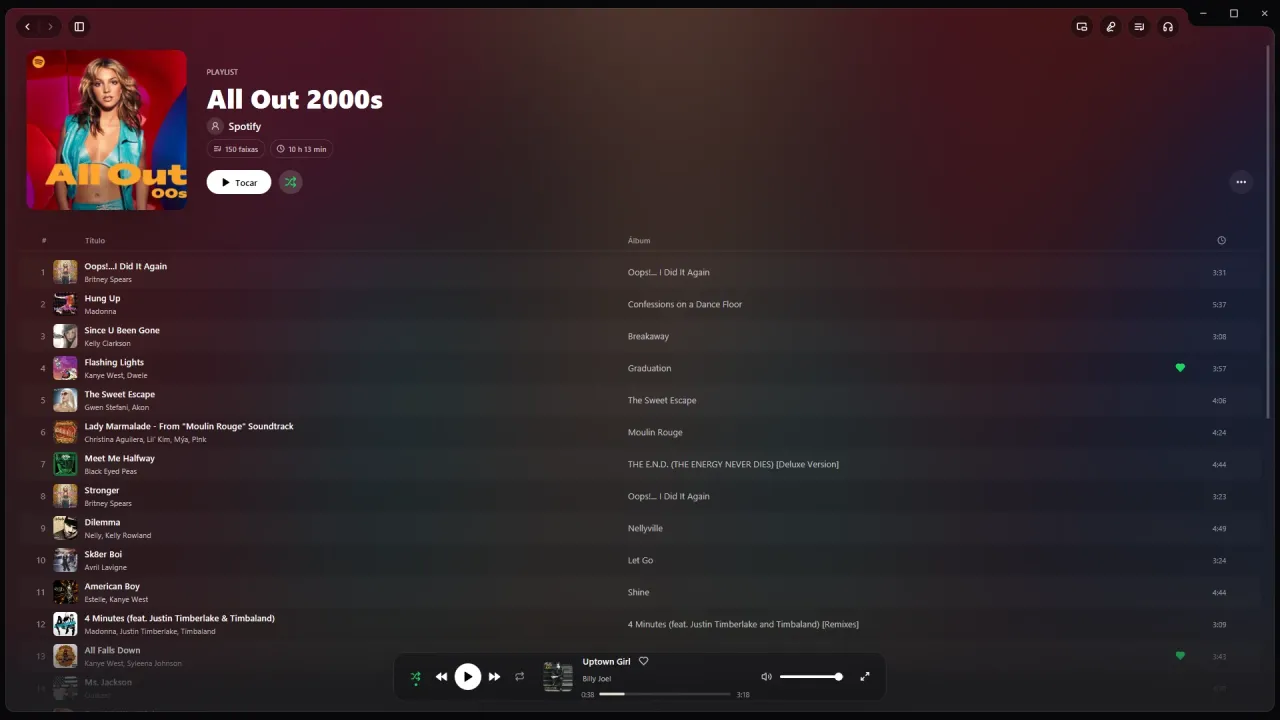 PLAYLIST
All Out 2000s
Spotify
150 faixas 10 h 13 min
Tocar
All Out
00s
# Título Álbum
1 Oops!...I Did It Again Oops!... I Did It Again 3:31
Britney Spears
2 Hung Up Confessions on a Dance Floor 5:37
Madonna
3 Since U Been Gone Breakaway 3:08
Kelly Clarkson
4 Flashing Lights Graduation 3:57
Kanye West, Dwele
5 The Sweet Escape The Sweet Escape 4:06
Gwen Stefani, Akon
6 Lady Marmalade - From "Moulin Rouge" Soundtrack Moulin Rouge 4:24
Christina Aguilera, Lil' Kim, Mýa, P!nk
7 Meet Me Halfway THE E.N.D. (THE ENERGY NEVER DIES) [Deluxe Version] 4:44
Black Eyed Peas
8 Stronger Oops!... I Did It Again 3:23
Britney Spears
9 Dilemma Nellyville 4:49
Nelly, Kelly Rowland
10 Sk8er Boi Let Go 3:24
Avril Lavigne
11 American Boy Shine 4:44
Estelle, Kanye West
12 4 Minutes (feat. Justin Timberlake & Timbaland) 4 Minutes (feat. Justin Timberlake and Timbaland) [Remixes] 3:09
Madonna, Justin Timberlake, Timbaland
13 All Falls Down 3:43
Kanye West, Syleena Johnson
Ms. Jackson
Uptown Girl
Billy Joel
0:38 3:18